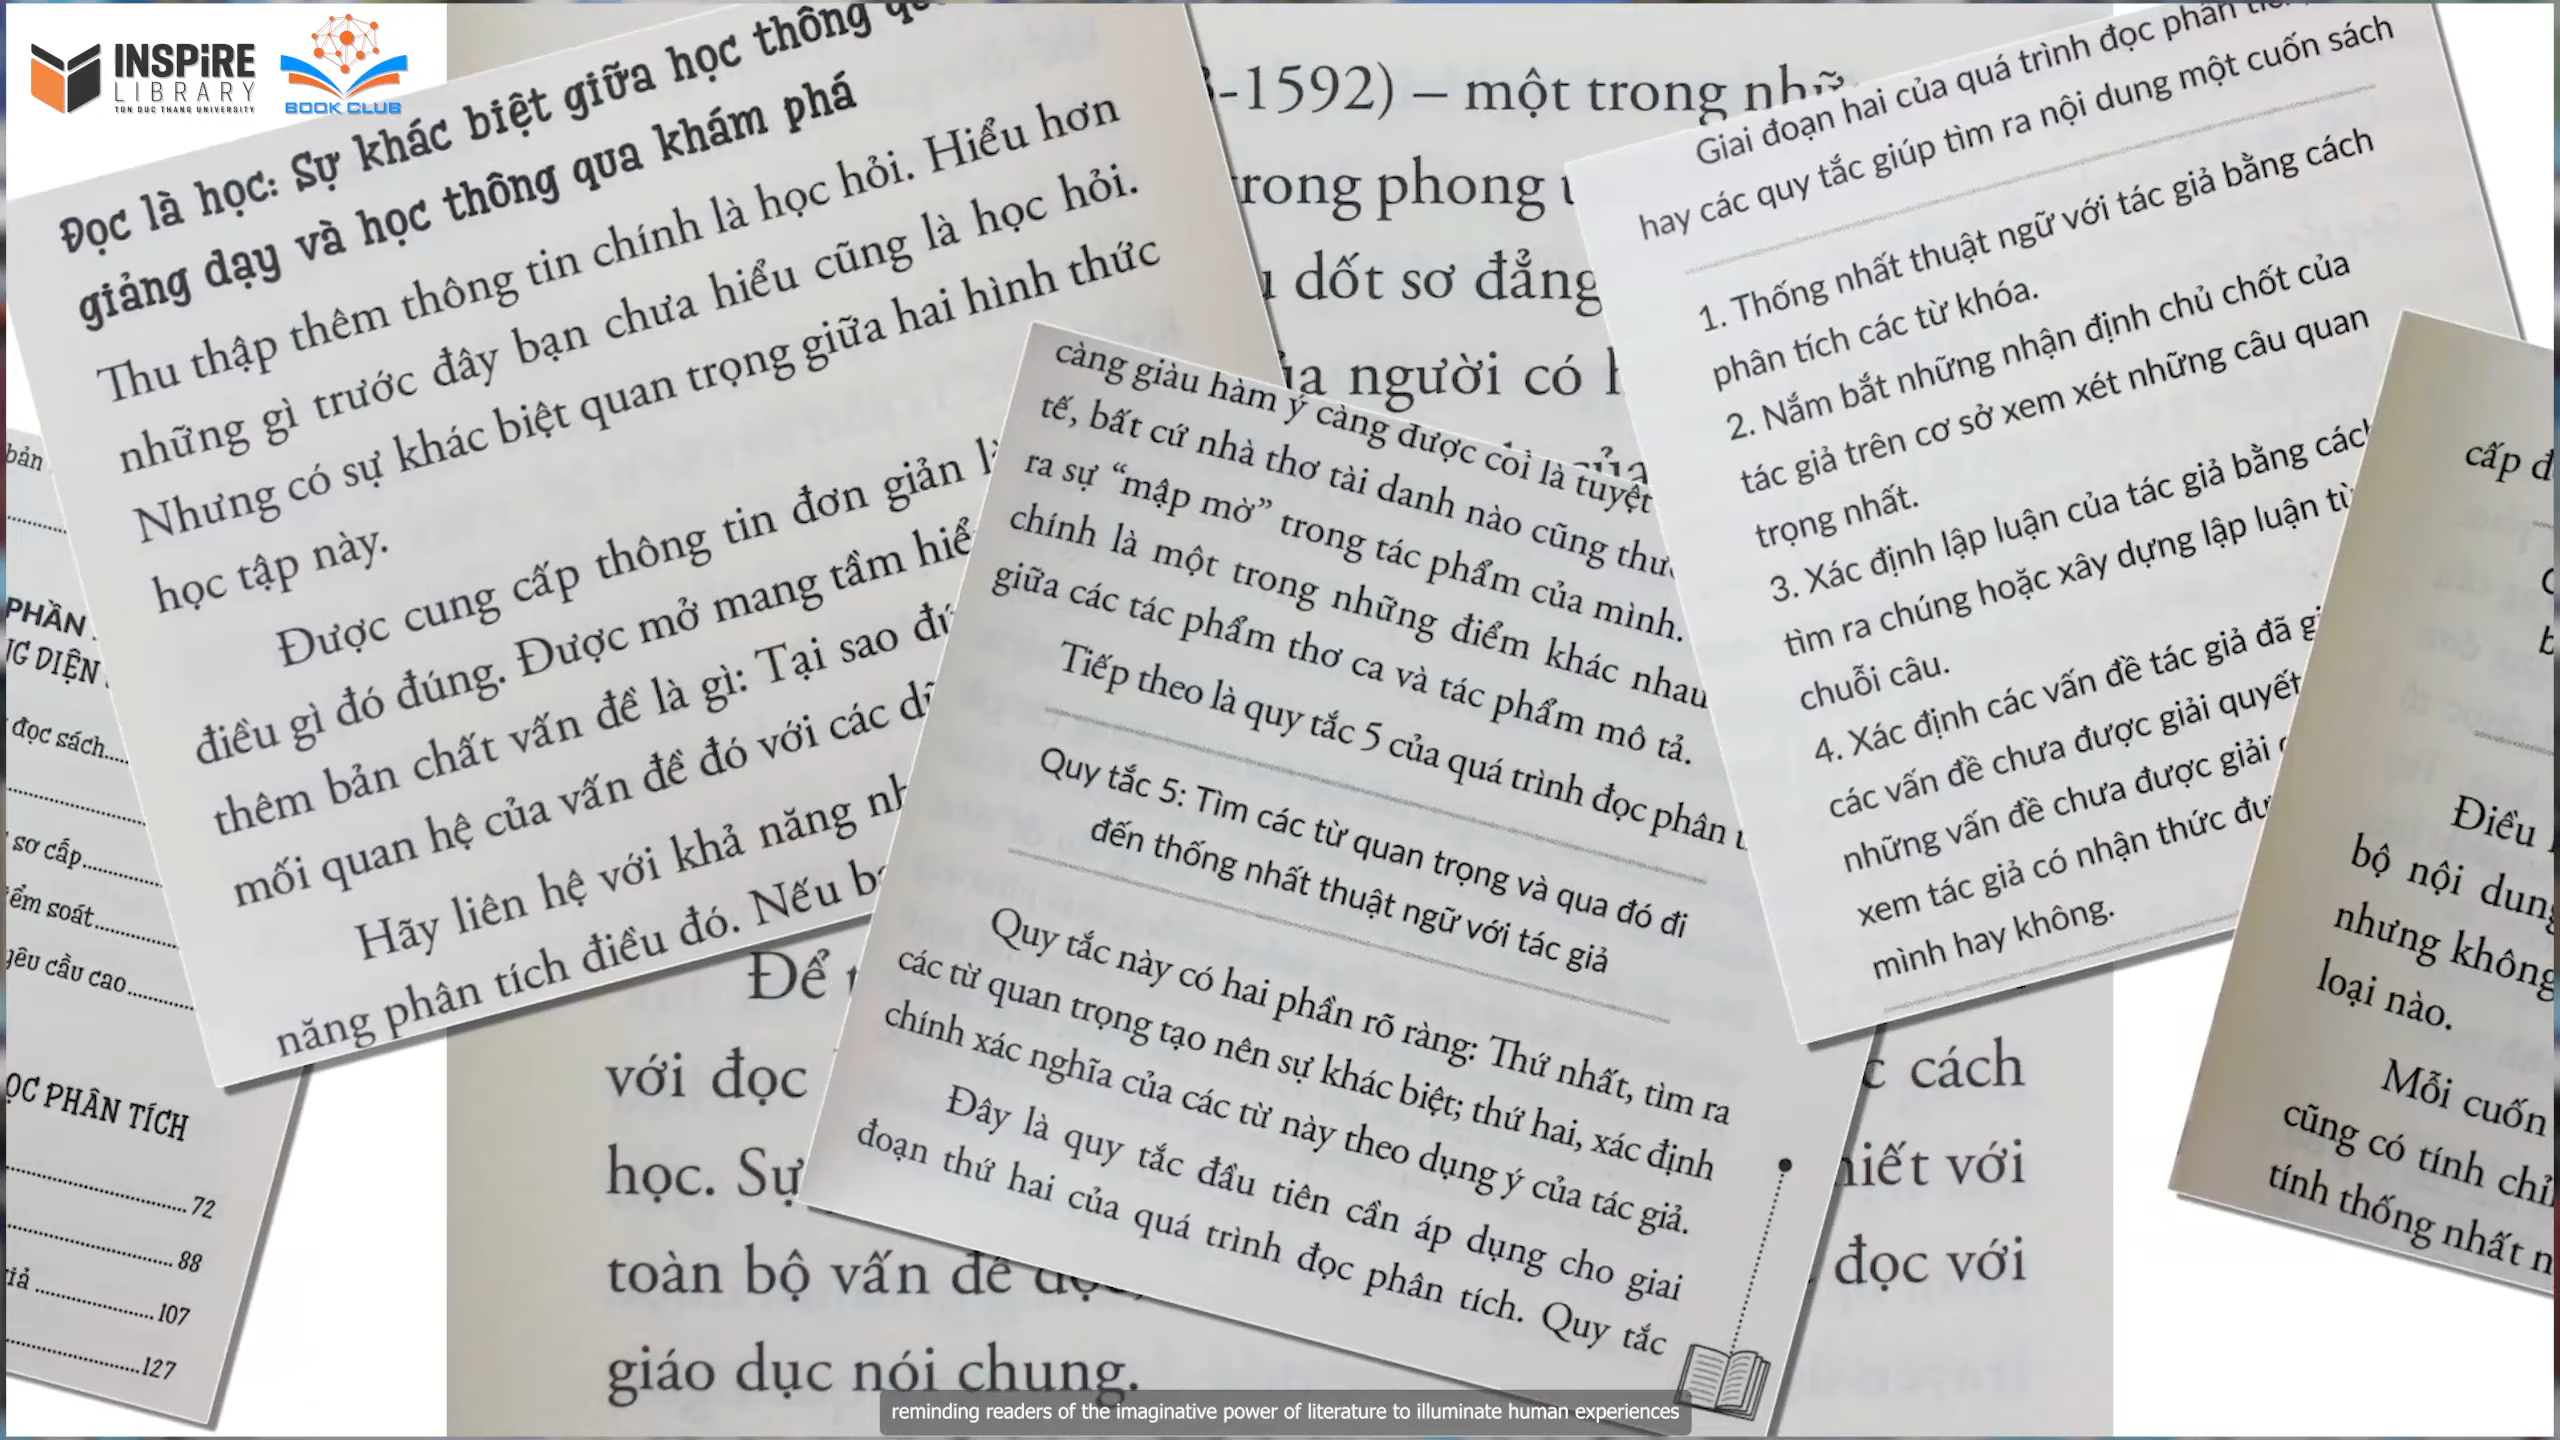 INSPiRE
LIBRARY
TON DUC THANG UNIVERSITY
BOOK CLUB
Đọc là học: Sự khác biệt giữa học thông
giảng dạy và học thông qua khám phá
Thu thập thêm thông tin chính là học hỏi. Hiểu hơn
những gì trước đây bạn chưa hiểu cũng là học hỏi.
Nhưng có sự khác biệt quan trọng giữa hai hình thức
học tập này.
Được cung cấp thông tin đơn giản
điều gì đó đúng. Được mở mang tầm
thêm bản chất vấn đề là gì: Tại sao
mối quan hệ của vấn đề đó với các
Hãy liên hệ với khả năng
năng phân tích điều đó. Nếu
bản
PHẦN
DIỆN
đọc sách
sơ cấp
soát
yêu cầu cao
PHÂN TÍCH
72
88
107
127
-1592) – một trong
trong phong
dốt sơ đẳng
người có
của
Để
với đọc
học. Sự
toàn bộ vấn đề
giáo dục nói chung.
cách
với
đọc với
càng giàu hàm ý càng được coi là tuyệt
tế, bất cứ nhà thơ tài danh nào cũng
ra sự “mập mờ” trong tác phẩm của mình.
chính là một trong những điểm khác nhau
giữa các tác phẩm thơ ca và tác phẩm mô tả.
Tiếp theo là quy tắc 5 của quá trình đọc phân
Quy tắc 5: Tìm các từ quan trọng và qua đó đi
đến thống nhất thuật ngữ với tác giả
Quy tắc này có hai phần rõ ràng: Thứ nhất, tìm ra
các từ quan trọng tạo nên sự khác biệt; thứ hai, xác định
chính xác nghĩa của các từ này theo dụng ý của tác giả.
Đây là quy tắc đầu tiên cần áp dụng cho giai
đoạn thứ hai của quá trình đọc phân tích. Quy tắc
Giai đoạn hai của quá trình đọc phân
hay các quy tắc giúp tìm ra nội dung một cuốn sách
1. Thống nhất thuật ngữ với tác giả bằng cách
phân tích các từ khóa.
2. Nắm bắt những nhận định chủ chốt của
tác giả trên cơ sở xem xét những câu quan
trọng nhất.
3. Xác định lập luận của tác giả bằng cách
tìm ra chúng hoặc xây dựng lập luận từ
chuỗi câu.
4. Xác định các vấn đề tác giả đã
các vấn đề chưa được giải quyết
những vấn đề chưa được giải
xem tác giả có nhận thức
mình hay không.
cấp
Điều
bộ nội dung
nhưng không
loại nào.
Mỗi cuốn
cũng có tính
tính thống nhất
reminding readers of the imaginative power of literature to illuminate human experiences